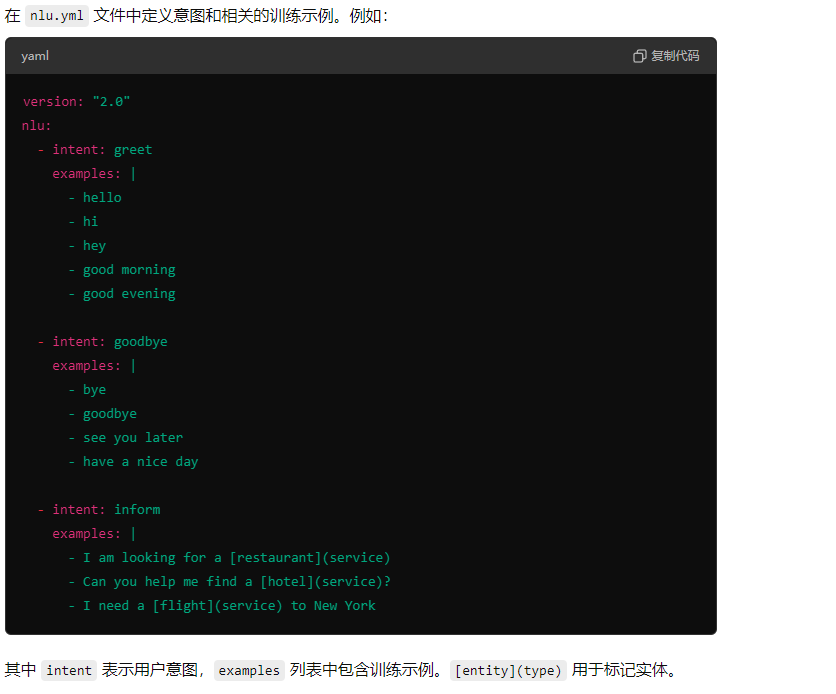 在 nlu.yml 文件中定义意图和相关的训练示例。例如：
yaml 复制代码
version: "2.0"
nlu:
  - intent: greet
    examples: |
      - hello
      - hi
      - hey
      - good morning
      - good evening

  - intent: goodbye
    examples: |
      - bye
      - goodbye
      - see you later
      - have a nice day

  - intent: inform
    examples: |
      - I am looking for a [restaurant](service)
      - Can you help me find a [hotel](service)?
      - I need a [flight](service) to New York
其中 intent 表示用户意图，examples 列表中包含训练示例。[entity](type) 用于标记实体。